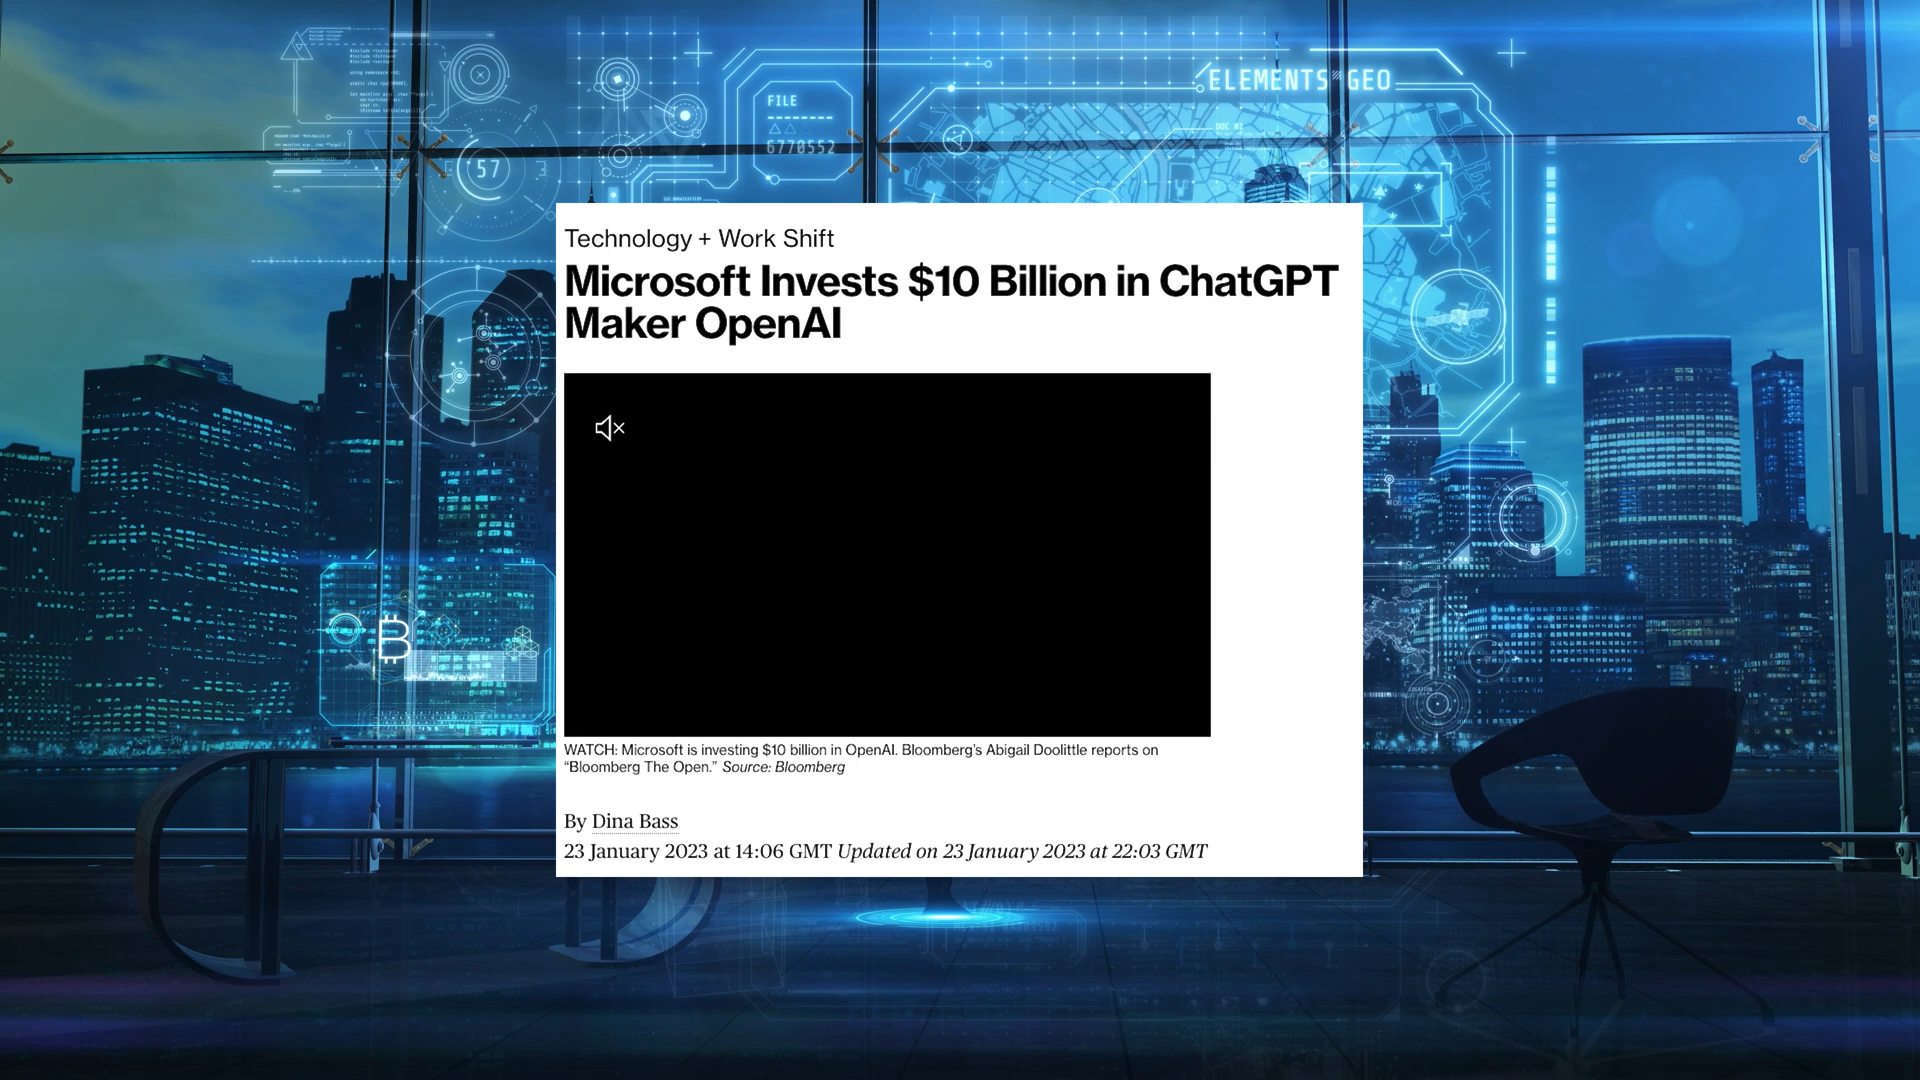 ELEMENTS GEO
FILE
6770552
57
DOC 02
Technology + Work Shift
Microsoft Invests $10 Billion in ChatGPT
Maker OpenAI
WATCH: Microsoft is investing $10 billion in OpenAI. Bloomberg's Abigail Doolittle reports on
“Bloomberg The Open.” Source: Bloomberg
By Dina Bass
23 January 2023 at 14:06 GMT Updated on 23 January 2023 at 22:03 GMT